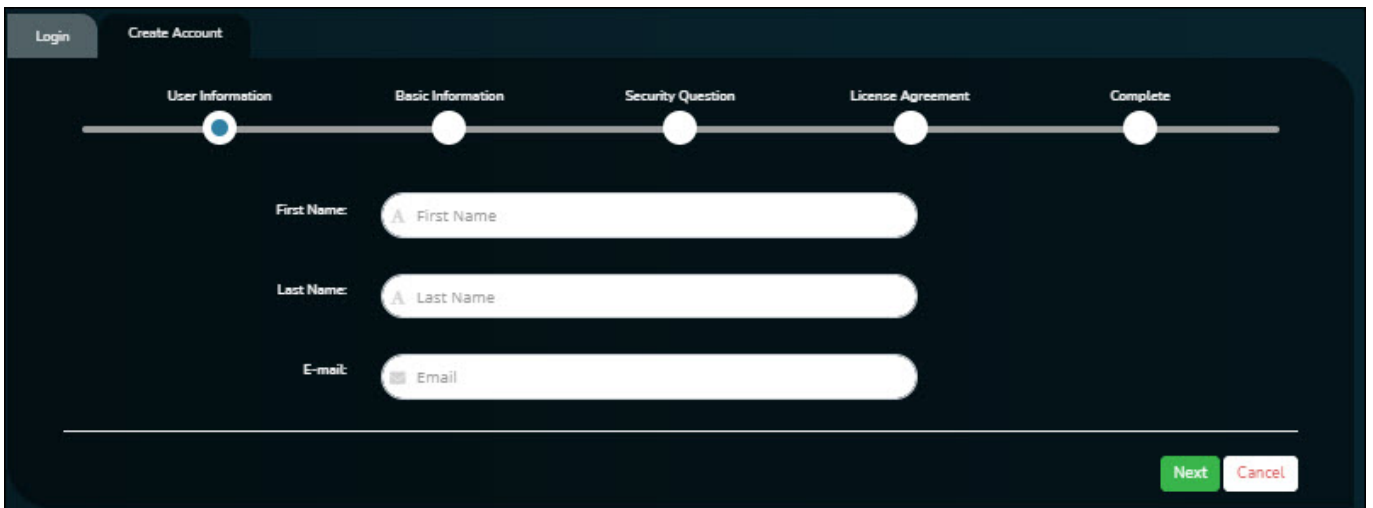 Login Create Account
User Information Basic Information Security Question License Agreement Complete
First Name: First Name
Last Name: Last Name
E-mail: Email
Next Cancel